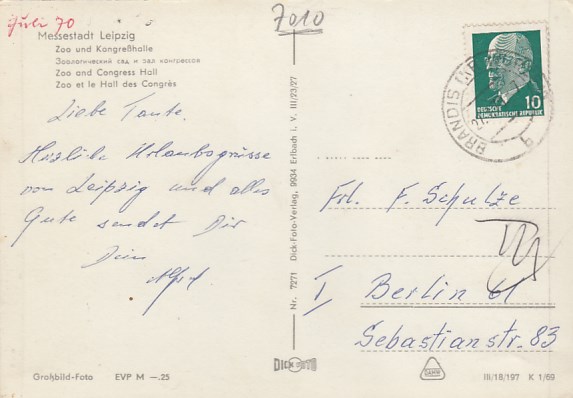 Juli 70
7010
Messestadt Leipzig
Zoo und Kongreßhalle
Зоологический сад и зал конгрессов
Zoo and Congress Hall
Zoo et le Hall des Congrès
Liebe Tante.
Herzliche Urlaubsgrüsse
von Leipzig und alles
Gute sendet Dir
Dein
Großbild-Foto EVP M –.25
Nr. 7271 Dick-Foto-Verlag, 9934 Erlbach i. V. III/23/27
DICK FOTO
DEUTSCHE
DEMOKRATISCHE REPUBLIK
10
BRANDIS
Frl. F. Schulze
I Berlin 61
Sebastianstr. 83
III/18/197 K 1/69